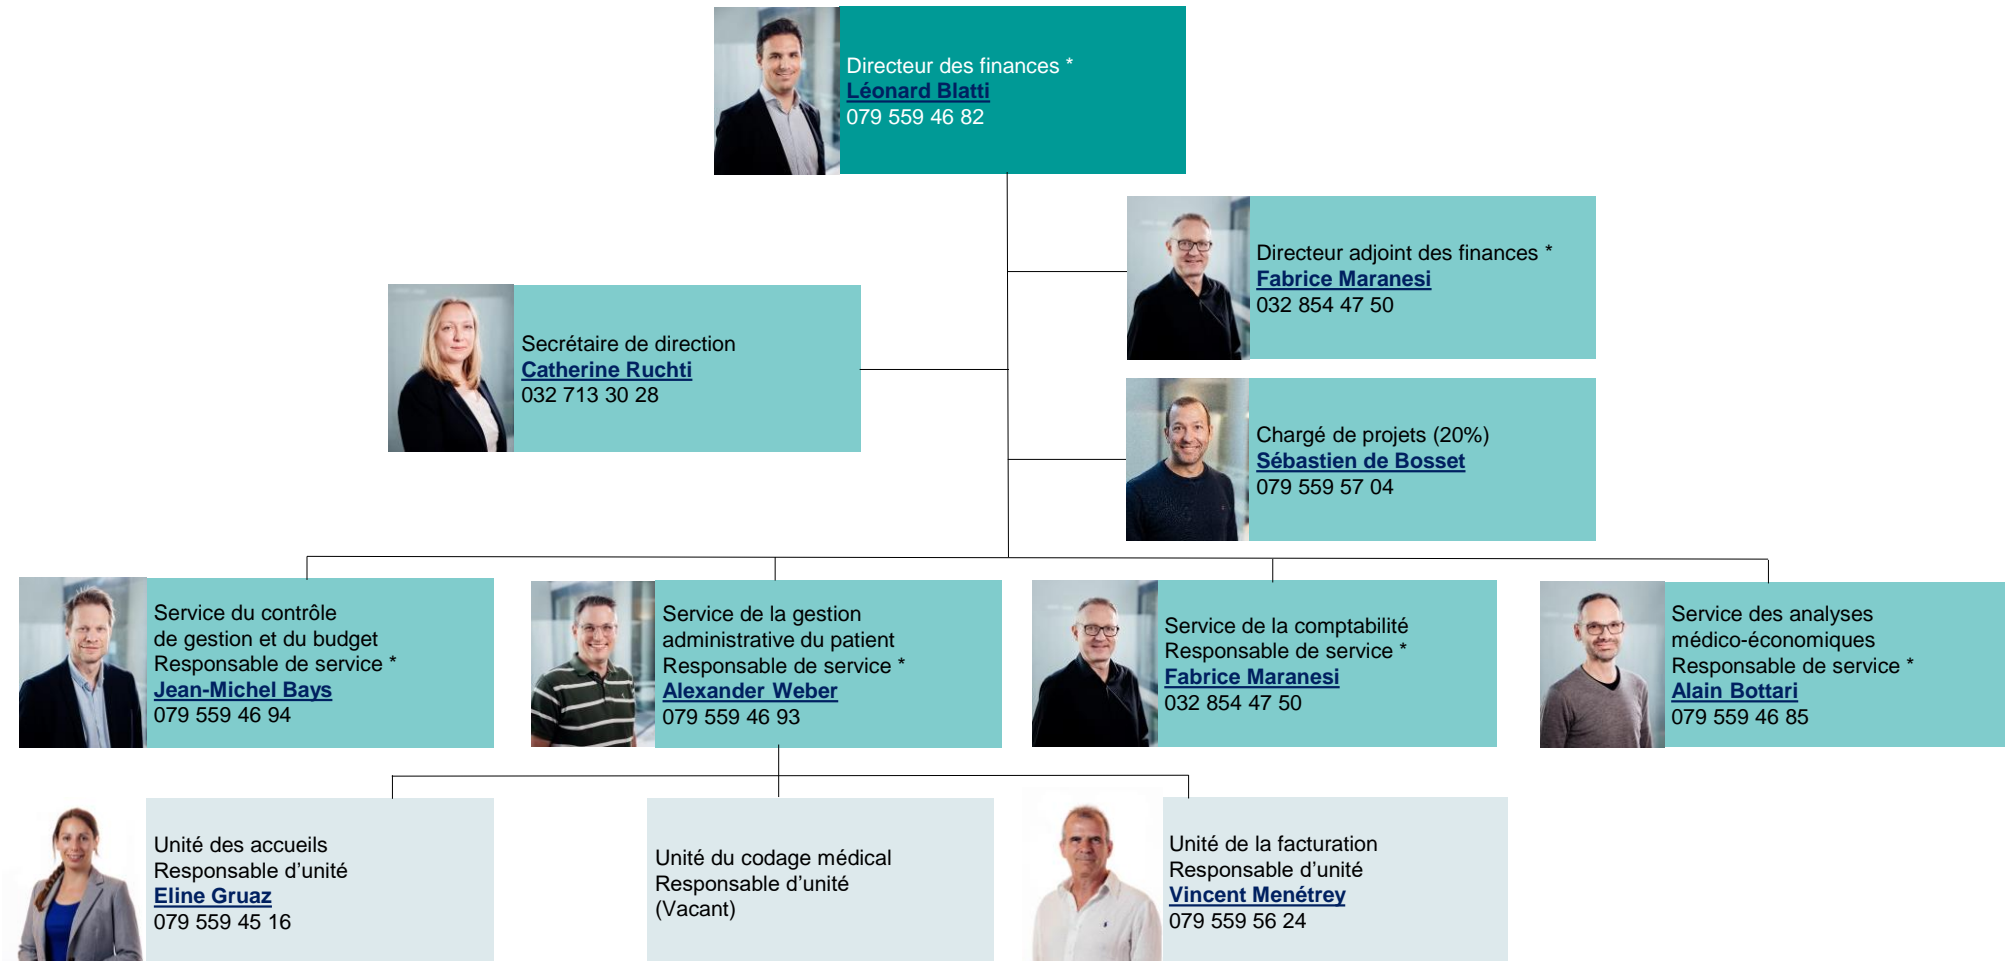 Directeur des finances *
Léonard Blatti
079 559 46 82
Directeur adjoint des finances *
Fabrice Maranesi
032 854 47 50
Secrétaire de direction
Catherine Ruchti
032 713 30 28
Chargé de projets (20%)
Sébastien de Bosset
079 559 57 04
Service du contrôle
de gestion et du budget
Responsable de service *
Jean-Michel Bays
079 559 46 94
Service de la gestion
administrative du patient
Responsable de service *
Alexander Weber
079 559 46 93
Service de la comptabilité
Responsable de service *
Fabrice Maranesi
032 854 47 50
Service des analyses
médico-économiques
Responsable de service *
Alain Bottari
079 559 46 85
Unité des accueils
Responsable d’unité
Eline Gruaz
079 559 45 16
Unité du codage médical
Responsable d’unité
(Vacant)
Unité de la facturation
Responsable d’unité
Vincent Menétrey
079 559 56 24